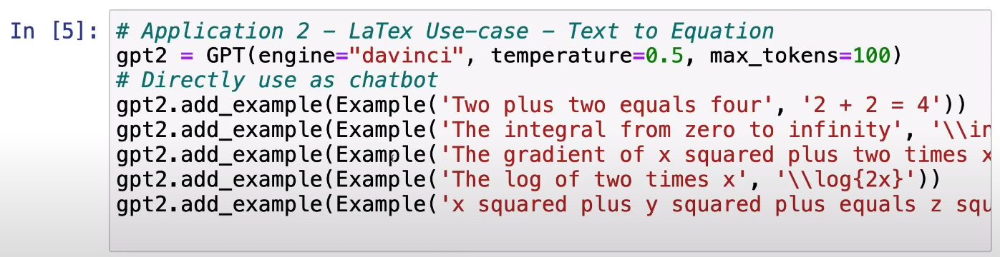 In [5]:
# Application 2 - LaTex Use-case - Text to Equation
gpt2 = GPT(engine="davinci", temperature=0.5, max_tokens=100)
# Directly use as chatbot
gpt2.add_example(Example('Two plus two equals four', '2 + 2 = 4'))
gpt2.add_example(Example('The integral from zero to infinity', '\\in
gpt2.add_example(Example('The gradient of x squared plus two times x
gpt2.add_example(Example('The log of two times x', '\\log{2x}'))
gpt2.add_example(Example('x squared plus y squared plus equals z squ